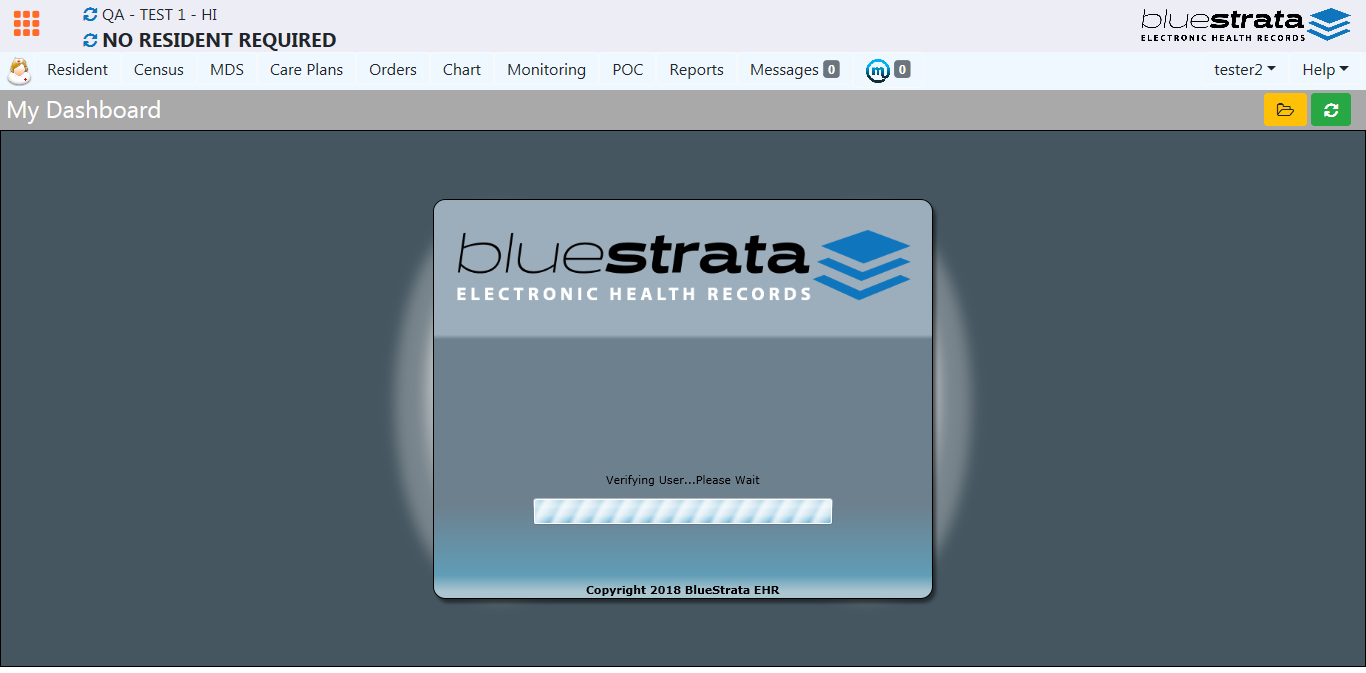 QA - TEST 1 - HI
NO RESIDENT REQUIRED
bluestrata
ELECTRONIC HEALTH RECORDS
Resident Census MDS Care Plans Orders Chart Monitoring POC Reports Messages 0 m 0 tester2 Help
My Dashboard
bluestrata
ELECTRONIC HEALTH RECORDS
Verifying User...Please Wait
Copyright 2018 BlueStrata EHR